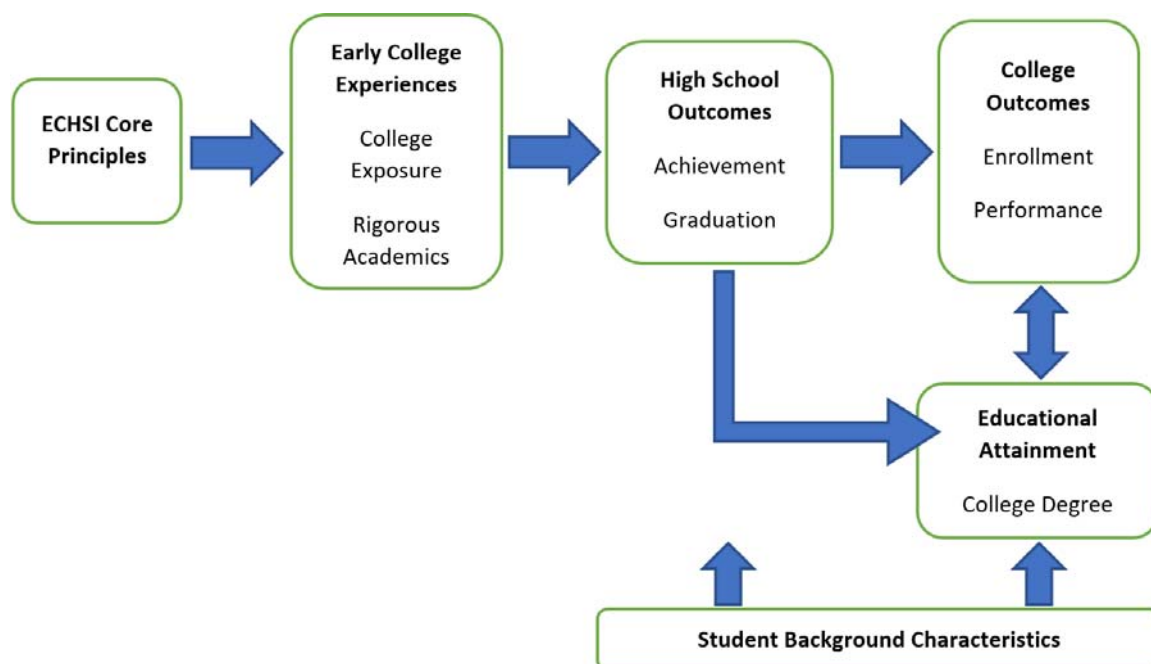 ECHSI Core
Principles
Early College
Experiences
College
Exposure
Rigorous
Academics
High School
Outcomes
Achievement
Graduation
College
Outcomes
Enrollment
Performance
Educational
Attainment
College Degree
Student Background Characteristics